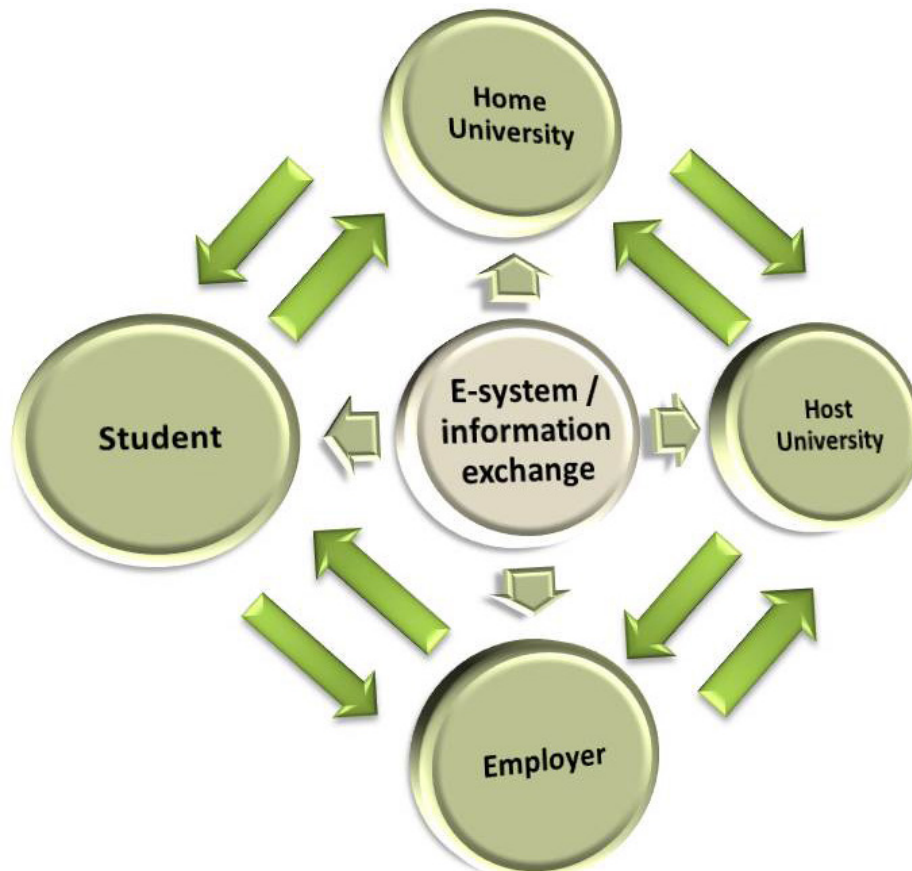 Home
University
Student
E-system /
information
exchange
Host
University
Employer